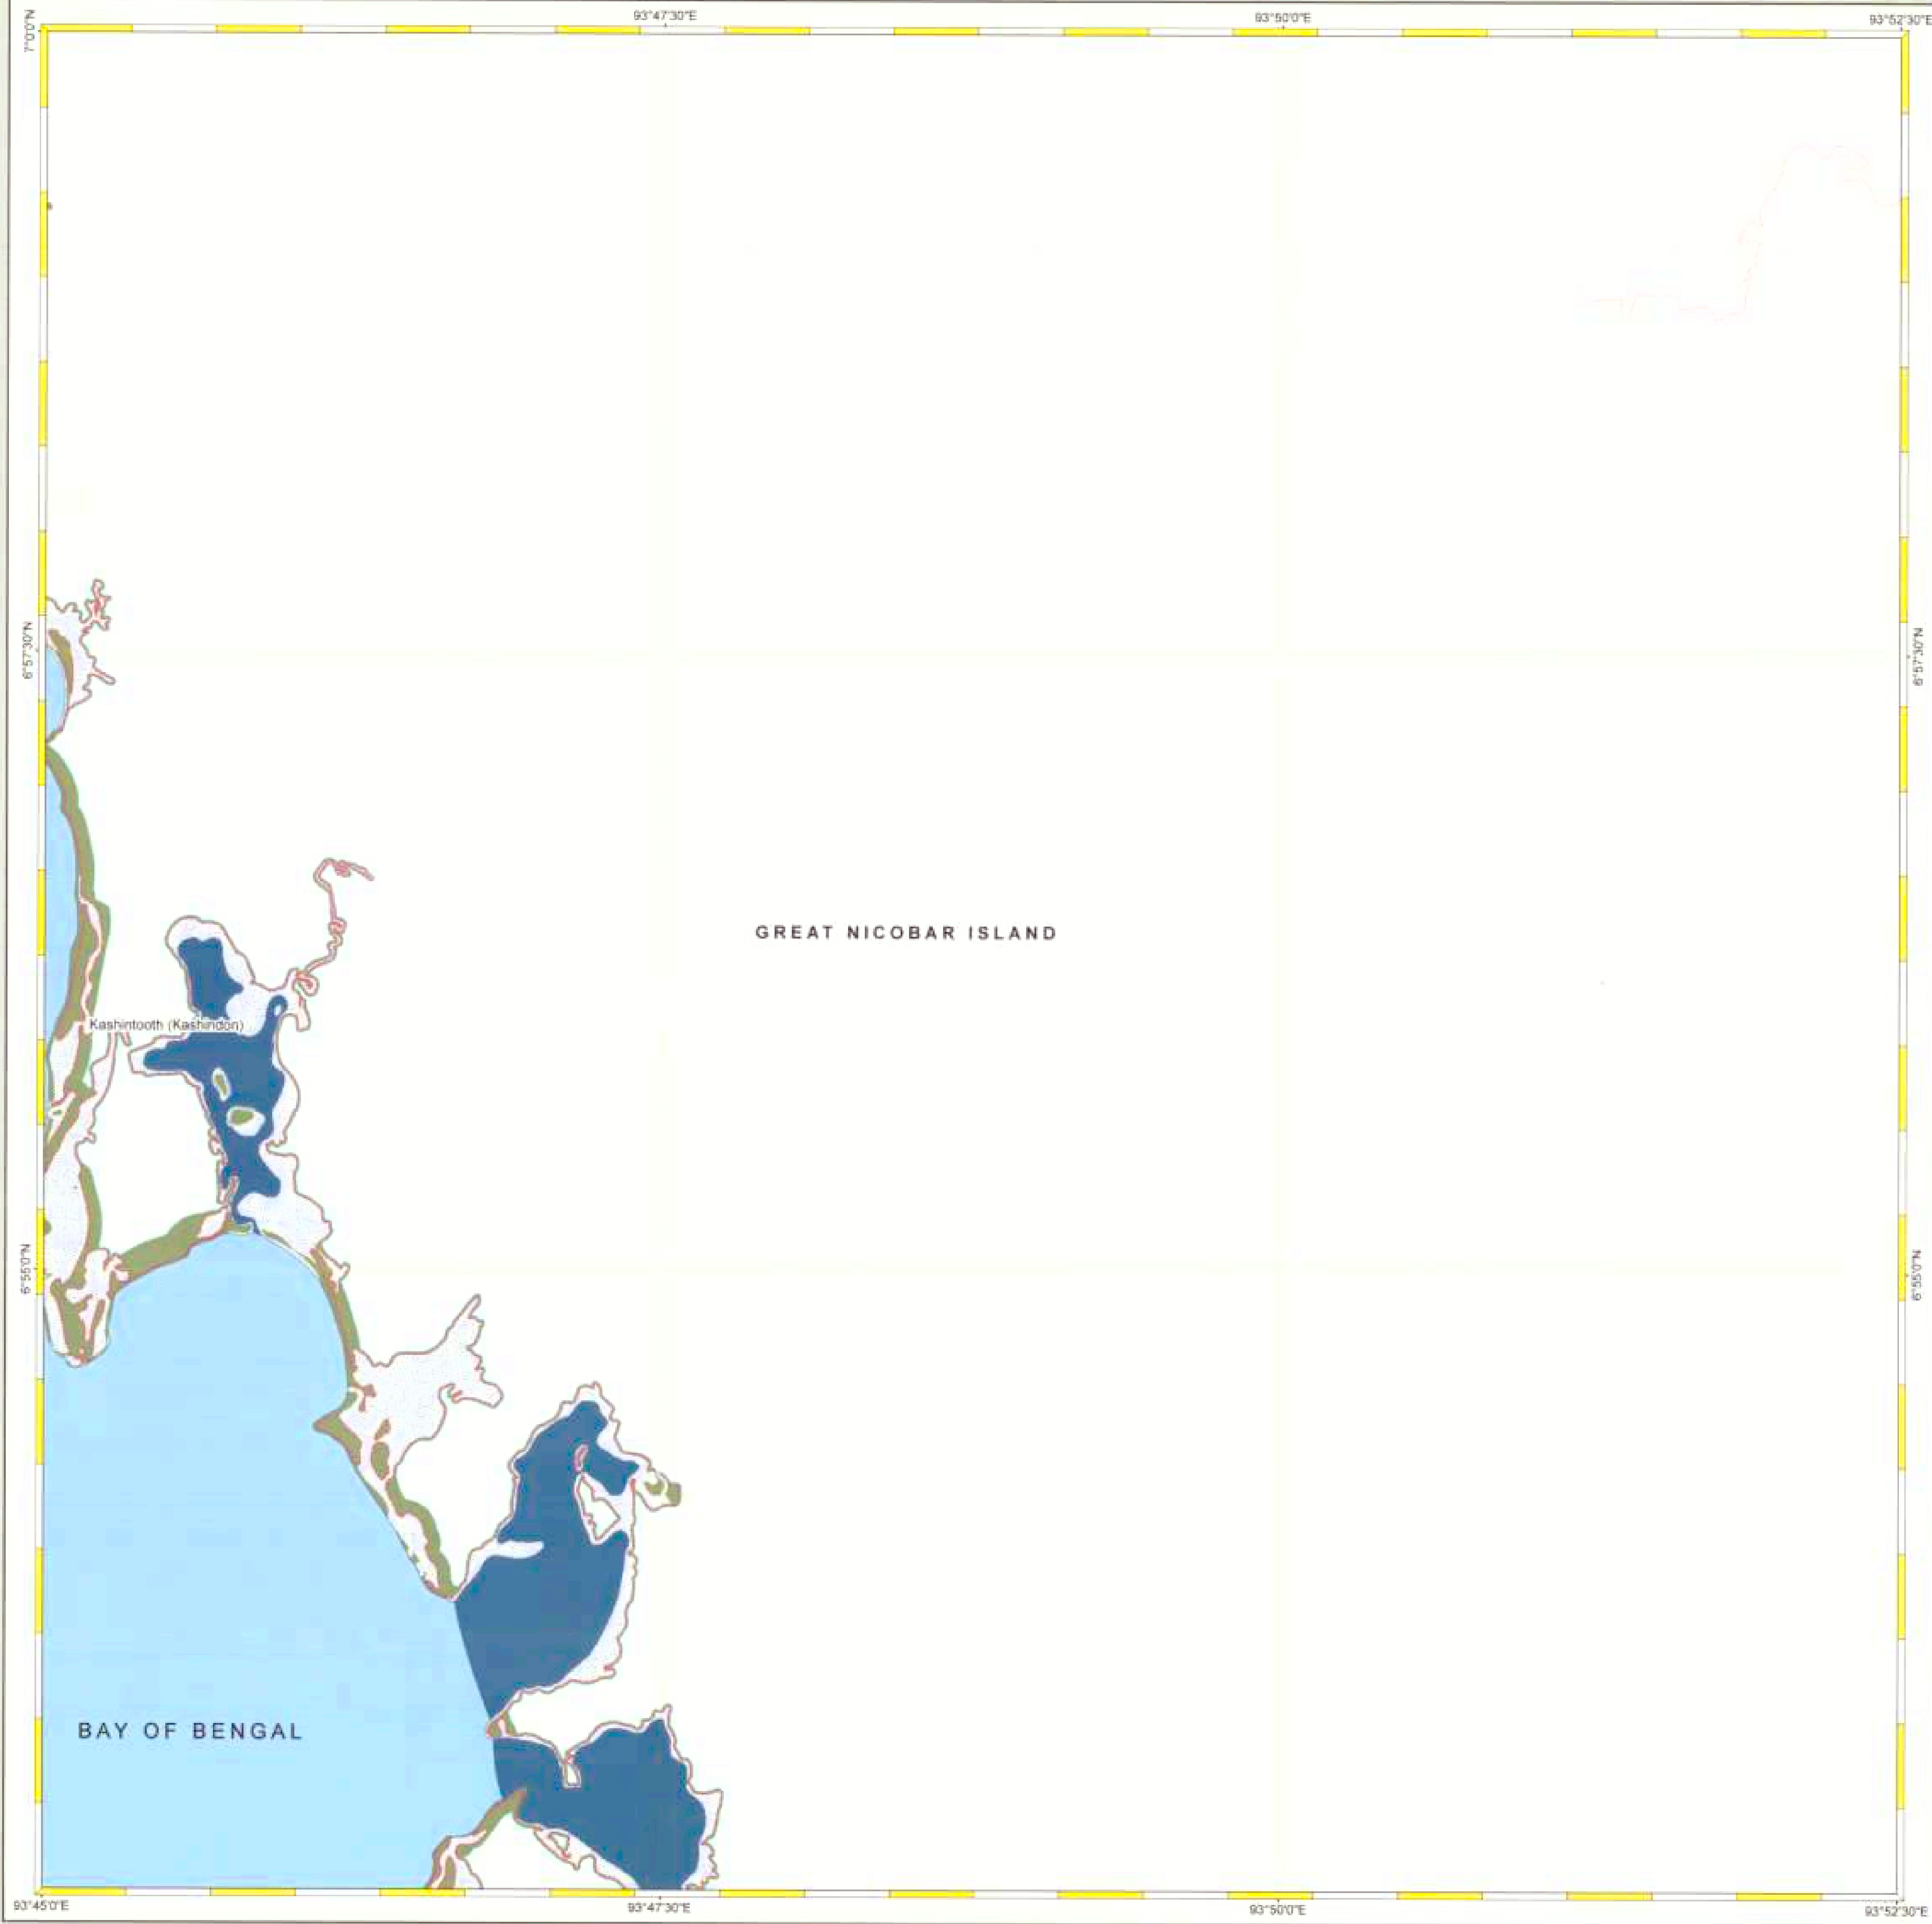 93°47'30"E
93°50'0"E
93°52'30"E
7°0'0"N
6°57'30"N
6°57'30"N
GREAT NICOBAR ISLAND
Kashintooth (Kashindon)
6°55'0"N
6°55'0"N
BAY OF BENGAL
93°45'0"E
93°47'30"E
93°50'0"E
93°52'30"E